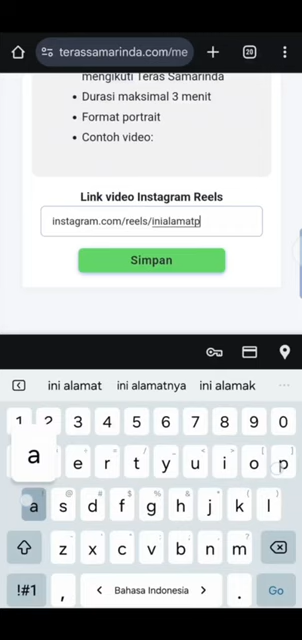 terassamarinda.com/me
20
mengikuti Teras Samarinda
• Durasi maksimal 3 menit
• Format portrait
• Contoh video:
Link video Instagram Reels
instagram.com/reels/inialamatp
Simpan
ini alamat ini alamatnya ini alamak ...
1 2 3 4 5 6 7 8 9 0
a
e r t y u i o p
[ ]
a s d f g h j k l
@ # $ % & - + ( )
z x c v b n m
!#1 , < Bahasa Indonesia > . Go